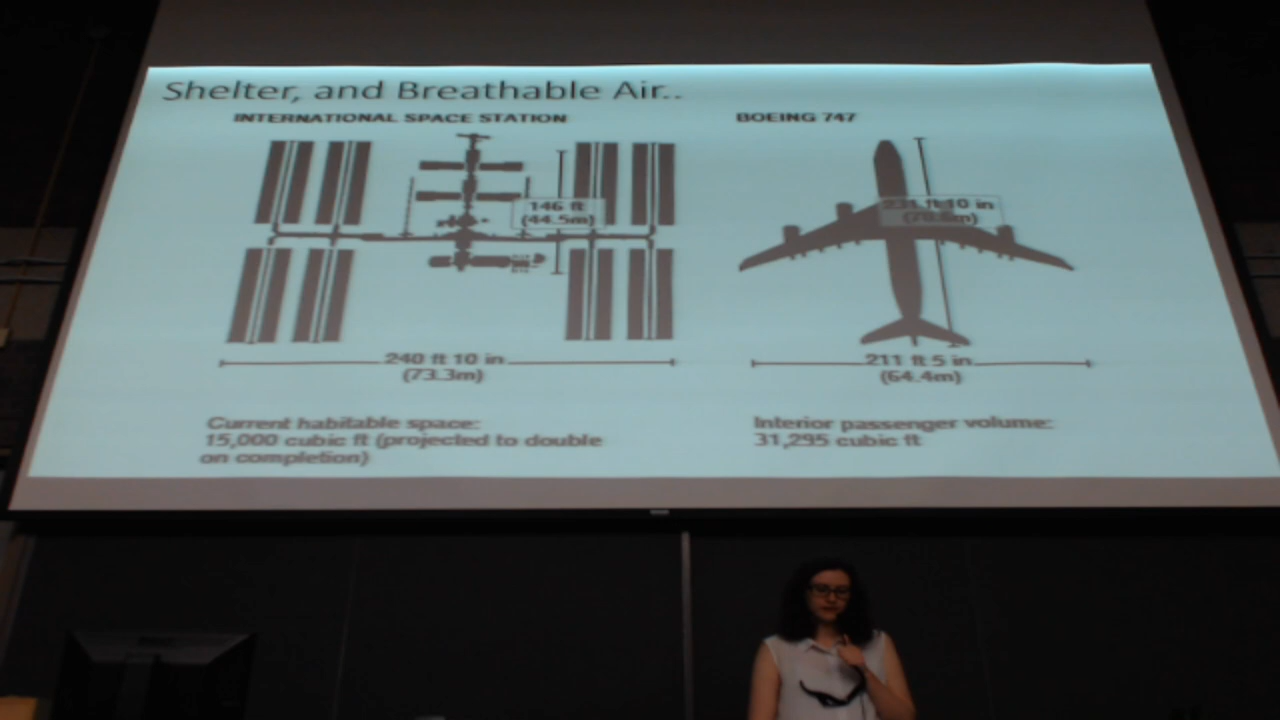 Shelter, and Breathable Air..
INTERNATIONAL SPACE STATION
BOEING 747
146 ft
(44.5m)
231 ft 10 in
240 ft 10 in
(73.3m)
211 ft 5 in
(64.4m)
Current habitable space:
15,000 cubic ft (projected to double
on completion)
Interior passenger volume:
31,295 cubic ft